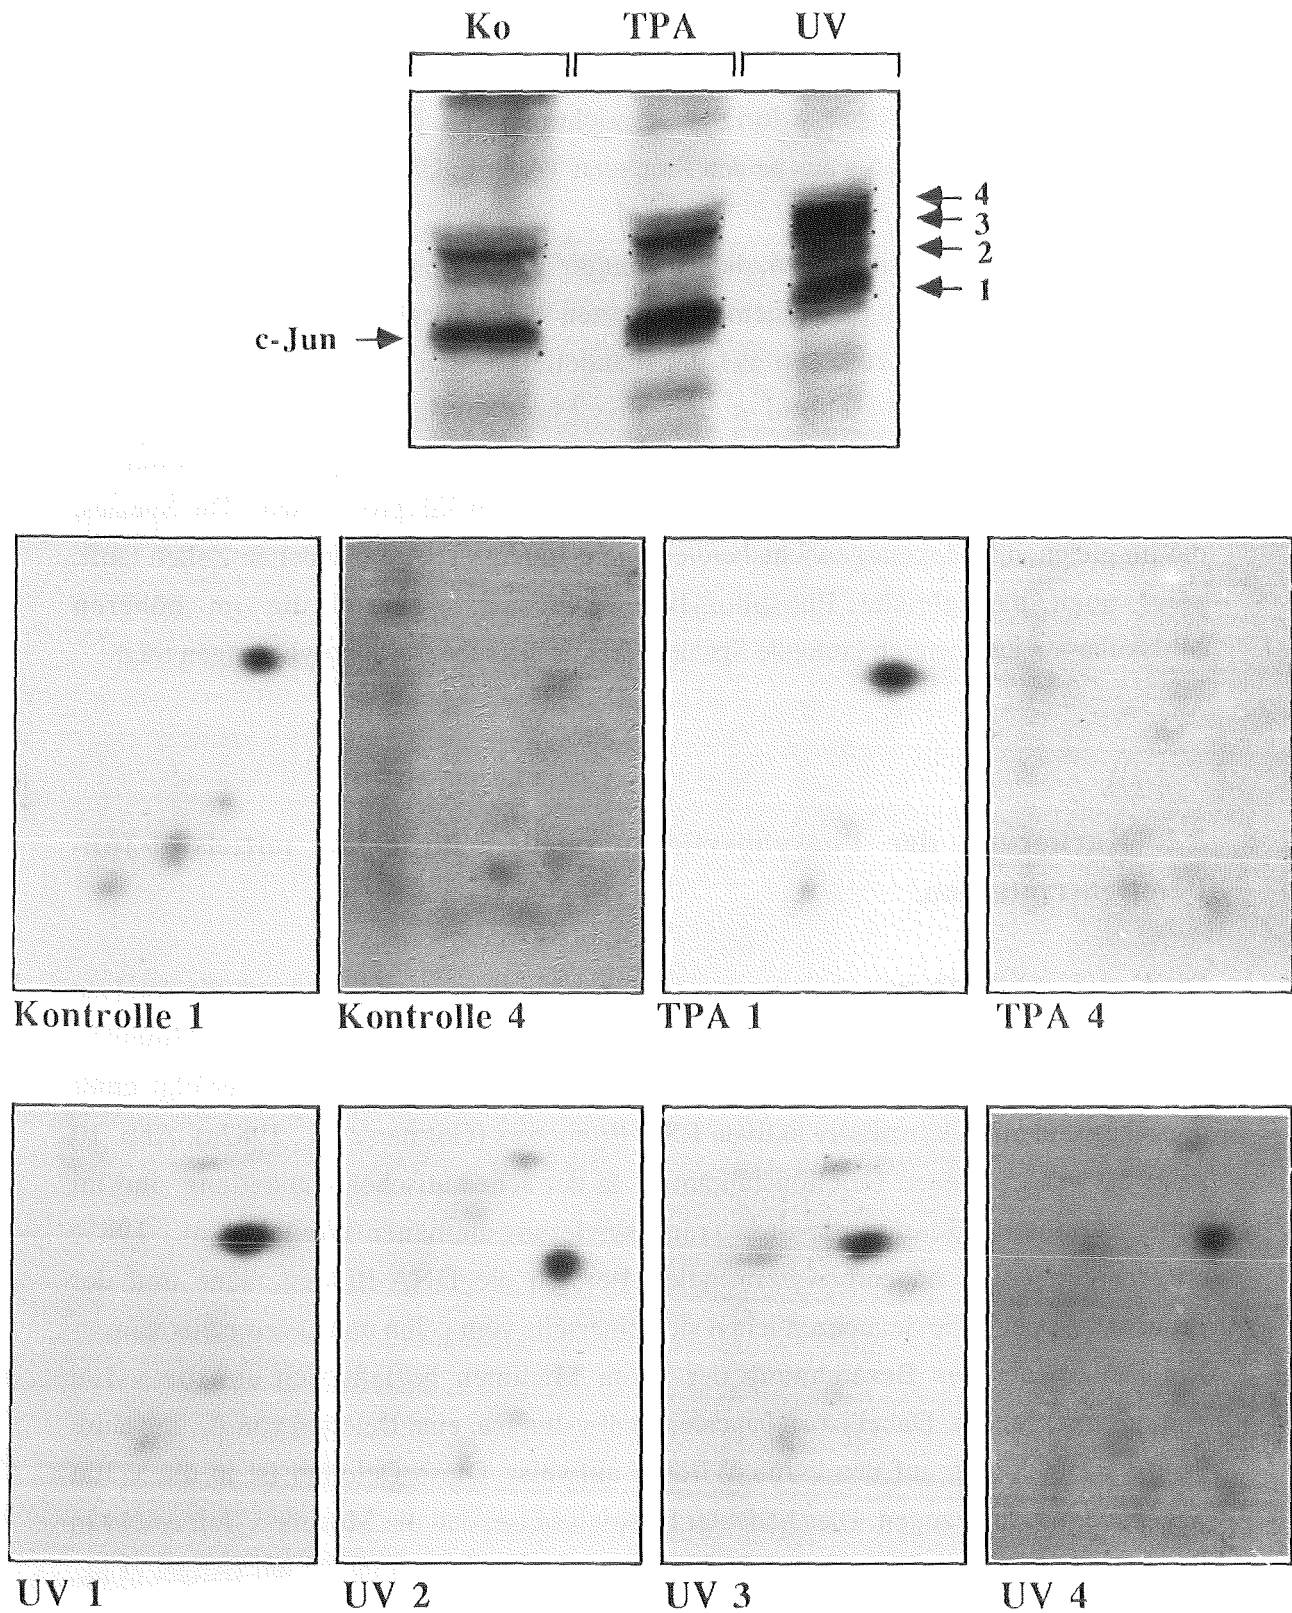 Ko TPA UV
4
3
2
1
c-Jun
Kontrolle 1 Kontrolle 4 TPA 1 TPA 4
UV 1 UV 2 UV 3 UV 4